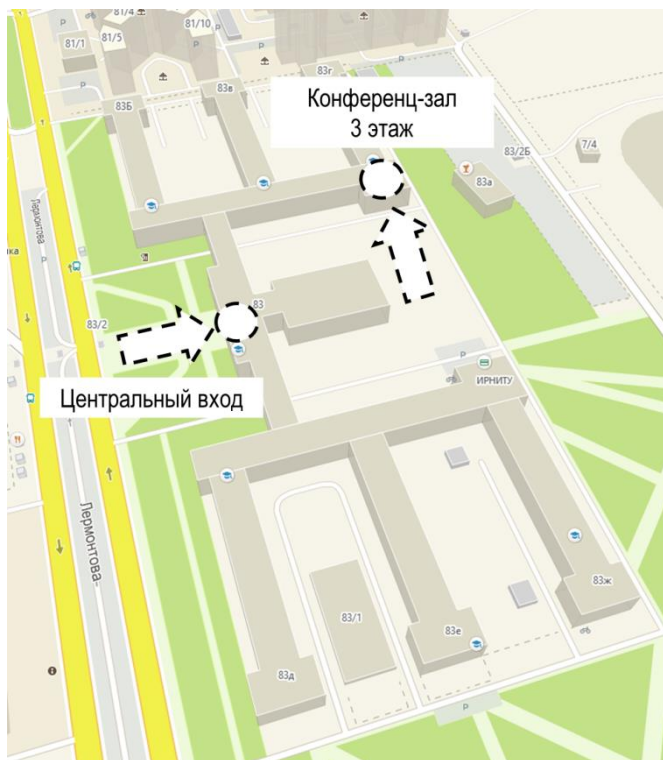 81/4
81/10
81/1
81/5
P
P
P
83г
83Б
83в
Конференц-зал
3 этаж
83/2Б
7/4
83а
Лермонтова
P
83/2
83
P
Центральный вход
ИРНИТУ
Лермонтова
83ж
83/1
83е
83д
P